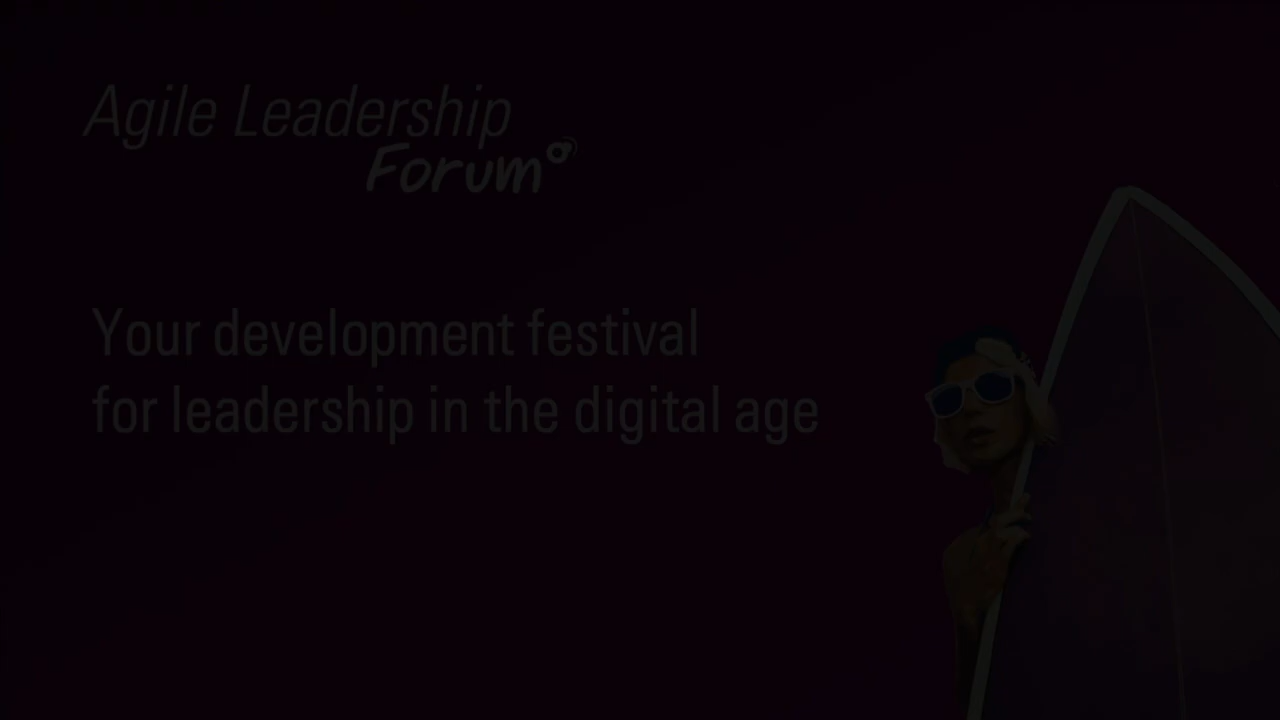 Agile Leadership
Forum
Your development festival
for leadership in the digital age